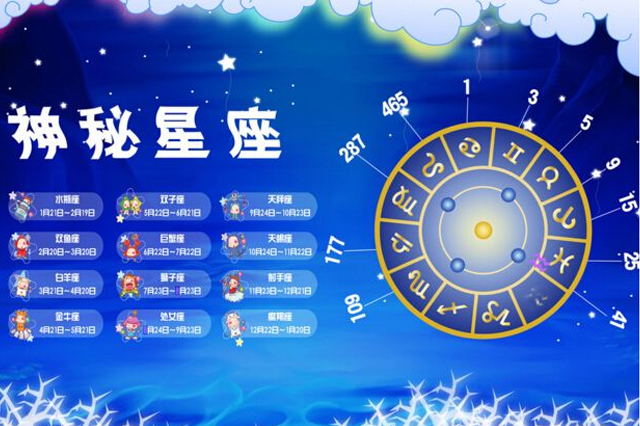 神秘星座
水瓶座
1月21日~2月19日
双子座
5月22日~6月21日
天秤座
9月24日~10月23日
双鱼座
2月20日~3月20日
巨蟹座
6月22日~7月22日
天蝎座
10月24日~11月22日
白羊座
3月21日~4月20日
狮子座
7月23日~8月23日
射手座
11月23日~12月21日
金牛座
4月21日~5月21日
处女座
8月24日~9月23日
魔羯座
12月22日~1月20日
1
3
5
9
15
25
41
109
177
287
465
♋ ♊ ♉ ♈ ♓ ♑ ♐ ♏ ♎ ♍ ♌